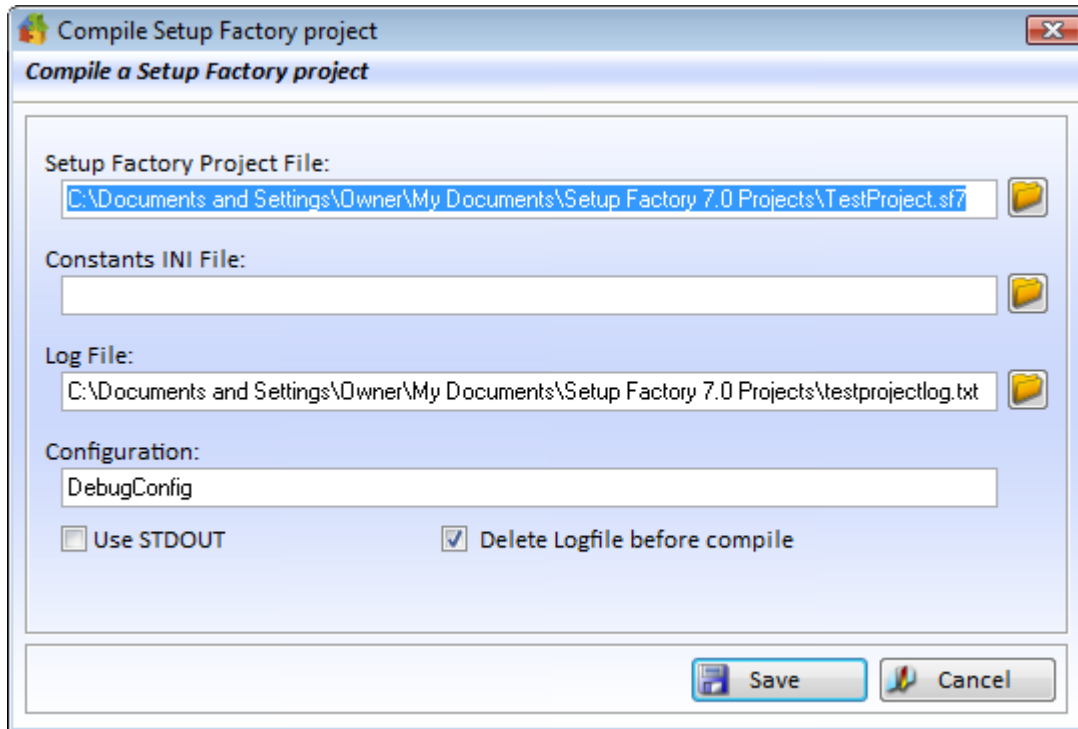 Compile Setup Factory project
Compile a Setup Factory project
Setup Factory Project File:
C:\Documents and Settings\Owner\My Documents\Setup Factory 7.0 Projects\TestProject.sf7
Constants INI File:
Log File:
C:\Documents and Settings\Owner\My Documents\Setup Factory 7.0 Projects\testprojectlog.txt
Configuration:
DebugConfig
Use STDOUT Delete Logfile before compile
Save Cancel